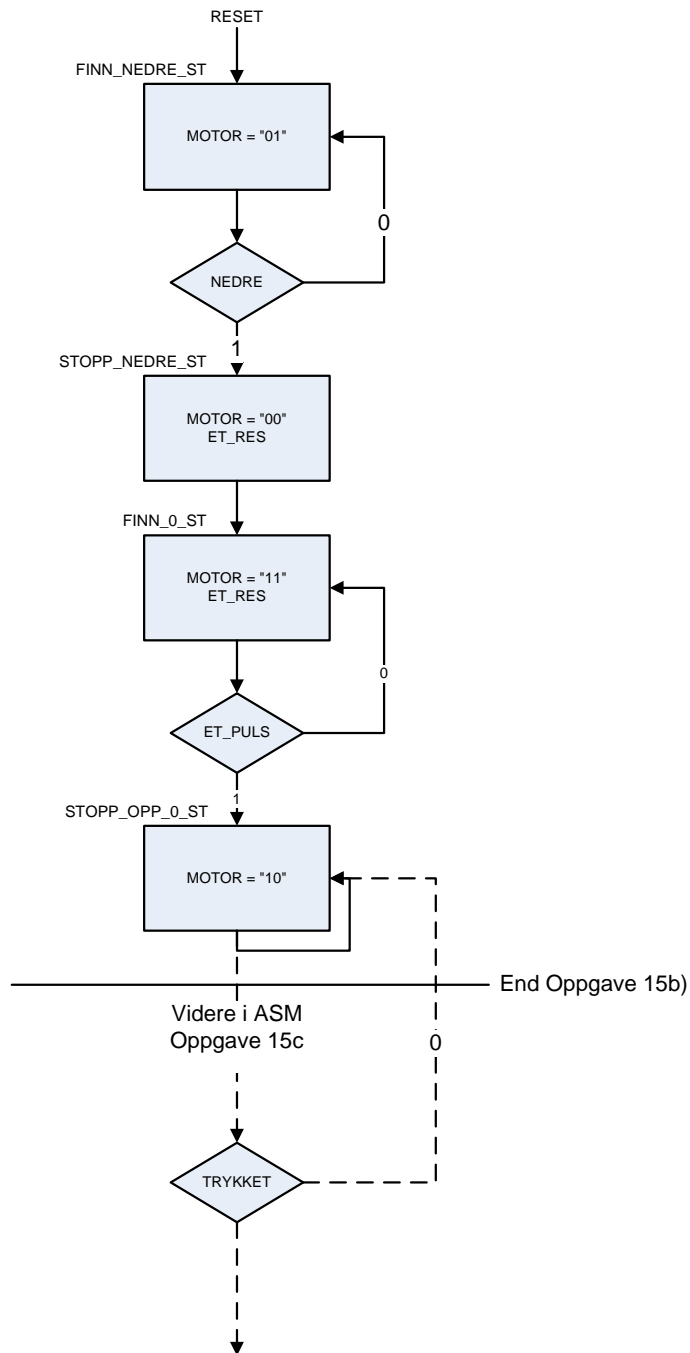 RESET
FINN_NEDRE_ST
MOTOR = "01"
0
NEDRE
1
STOPP_NEDRE_ST
MOTOR = "00"
ET_RES
FINN_0_ST
MOTOR = "11"
ET_RES
0
ET_PULS
1
STOPP_OPP_0_ST
MOTOR = "10"
End Oppgave 15b)
Videre i ASM
Oppgave 15c
0
TRYKKET